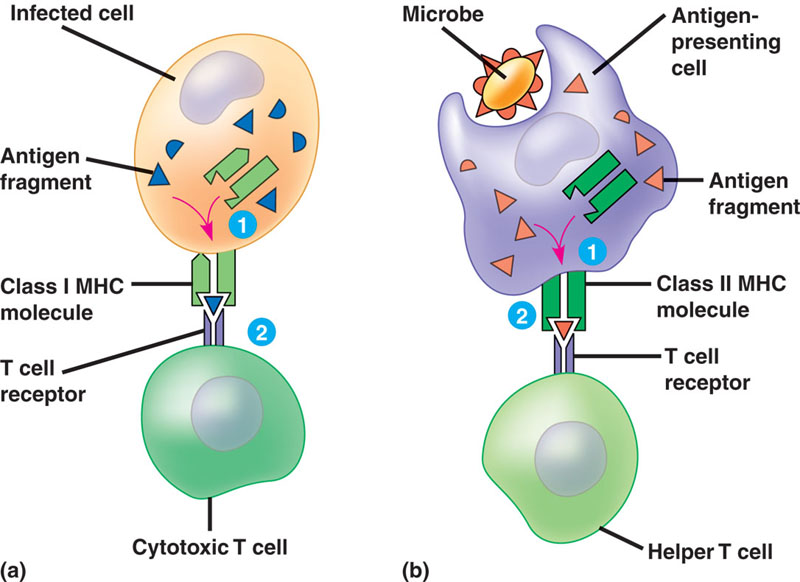 Infected cell
Antigen
fragment
1
Class I MHC
molecule
2
T cell
receptor
Cytotoxic T cell
(a)
Microbe
Antigen-
presenting
cell
Antigen
fragment
1
Class II MHC
molecule
2
T cell
receptor
Helper T cell
(b)